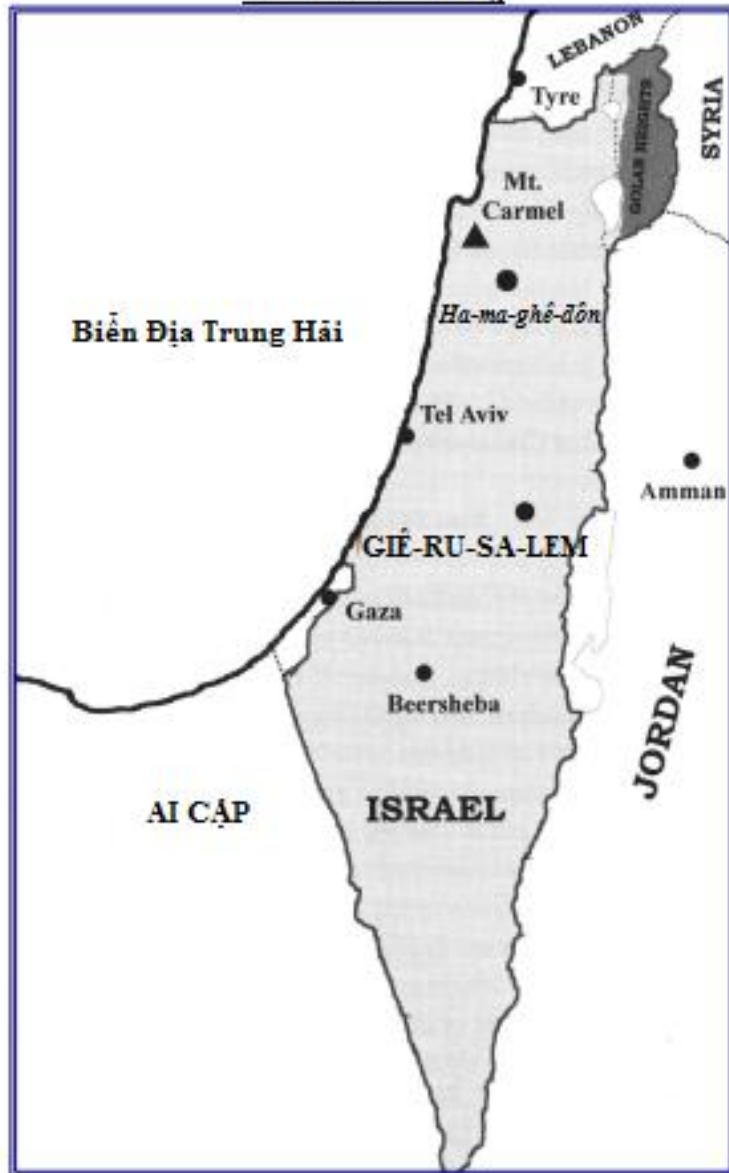 LEBANON
Tyre
SYRIA
GOLAN HEIGHTS
Mt.
Carmel
Ha-ma-ghê-đôn
Biển Địa Trung Hải
Tel Aviv
Amman
GIÊ-RU-SA-LEM
Gaza
Beersheba
JORDAN
AI CẬP
ISRAEL